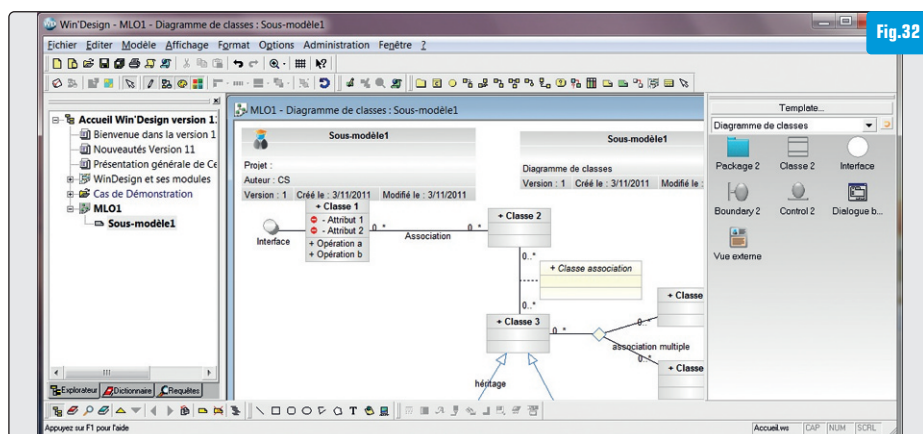 Fig.32
Win'Design - MLO1 - Diagramme de classes : Sous-modèle1
Fichier Editer Modèle Affichage Format Options Administration Fenêtre ?
Accueil Win'Design version 1
Bienvenue dans la version 1
Nouveautés Version 11
Présentation générale de Ce
WinDesign et ses modules
Cas de Démonstration
MLO1
Sous-modèle1
Explorateur Dictionnaire Requêtes
MLO1 - Diagramme de classes : Sous-modèle1
Sous-modèle1
Projet :
Auteur : CS
Version : 1 Créé le : 3/11/2011 Modifié le : 3/11/2011
Sous-modèle1
Diagramme de classes
Version : 1 Créé le : 3/11/2011 Modifié le :
Interface
+ Classe 1
- Attribut 1
- Attribut 2
+ Opération a
+ Opération b
0..*
Association
0..*
+ Classe 2
0..*
+ Classe association
0..*
+ Classe 3
0..*
+ Classe
0..*
association multiple
0..*
+ Classe
héritage
Template...
Diagramme de classes
Package 2 Classe 2 Interface
Boundary 2 Control 2 Dialogue b...
Vue externe
Appuyez sur F1 pour l'aide
Accueil.ws CAP NUM SCRL